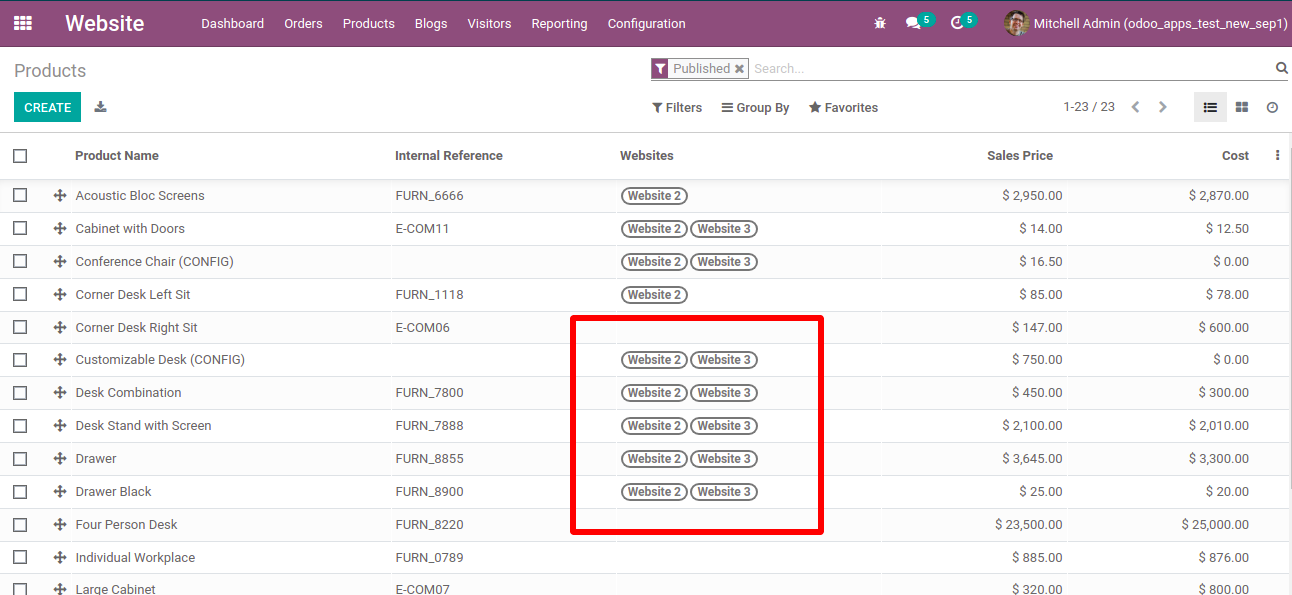 Website Dashboard Orders Products Blogs Visitors Reporting Configuration 5 5 Mitchell Admin (odoo_apps_test_new_sep1)
Products Published Search...
CREATE Filters Group By Favorites 1-23 / 23
Product Name Internal Reference Websites Sales Price Cost
Acoustic Bloc Screens FURN_6666 Website 2 $ 2,950.00 $ 2,870.00
Cabinet with Doors E-COM11 Website 2 Website 3 $ 14.00 $ 12.50
Conference Chair (CONFIG) Website 2 Website 3 $ 16.50 $ 0.00
Corner Desk Left Sit FURN_1118 Website 2 $ 85.00 $ 78.00
Corner Desk Right Sit E-COM06 $ 147.00 $ 600.00
Customizable Desk (CONFIG) Website 2 Website 3 $ 750.00 $ 0.00
Desk Combination FURN_7800 Website 2 Website 3 $ 450.00 $ 300.00
Desk Stand with Screen FURN_7888 Website 2 Website 3 $ 2,100.00 $ 2,010.00
Drawer FURN_8855 Website 2 Website 3 $ 3,645.00 $ 3,300.00
Drawer Black FURN_8900 Website 2 Website 3 $ 25.00 $ 20.00
Four Person Desk FURN_8220 $ 23,500.00 $ 25,000.00
Individual Workplace FURN_0789 $ 885.00 $ 876.00
Large Cabinet E-COM07 $ 320.00 $ 800.00